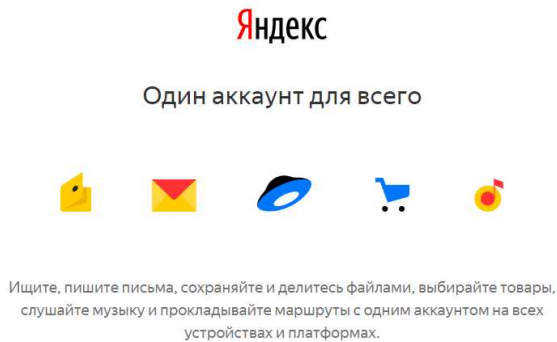 Яндекс
Один аккаунт для всего
Ищите, пишите письма, сохраняйте и делитесь файлами, выбирайте товары,
слушайте музыку и прокладывайте маршруты с одним аккаунтом на всех
устройствах и платформах.